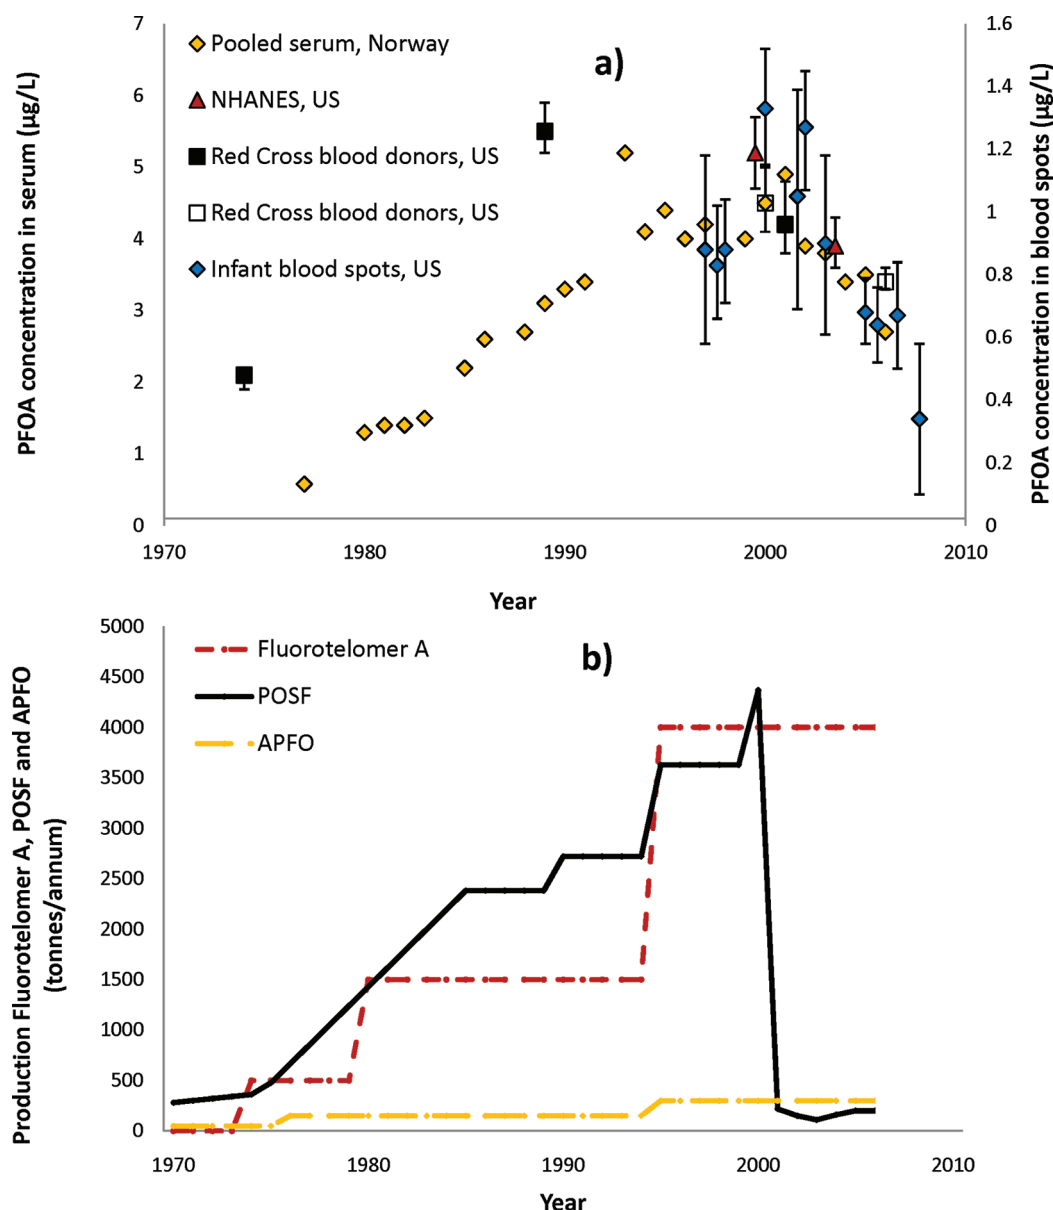 a)
Pooled serum, Norway
NHANES, US
Red Cross blood donors, US
Red Cross blood donors, US
Infant blood spots, US
PFOA concentration in serum (µg/L)
7
6
5
4
3
2
1
0
PFOA concentration in blood spots (µg/L)
1.6
1.4
1.2
1
0.8
0.6
0.4
0.2
0
1970 1980 1990 2000 2010
Year
b)
Fluorotelomer A
POSF
APFO
Production Fluorotelomer A, POSF and APFO
(tonnes/annum)
5000
4500
4000
3500
3000
2500
2000
1500
1000
500
0
1970 1980 1990 2000 2010
Year